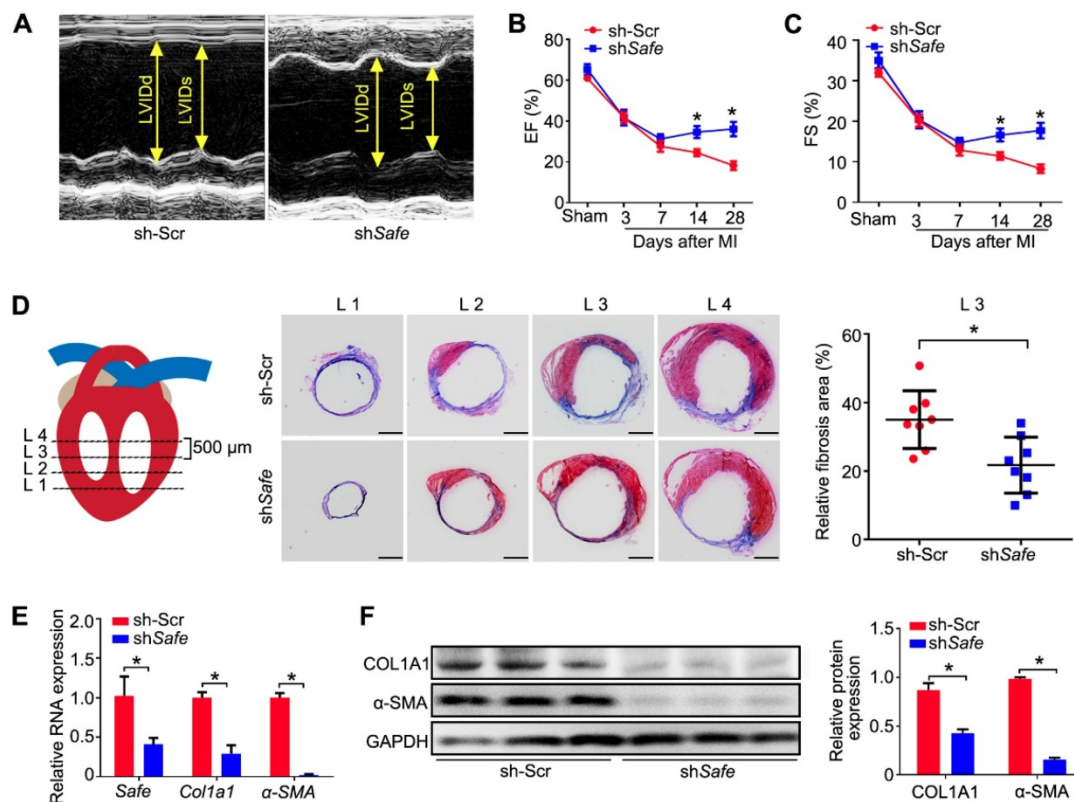 A
LVIDd
LVIDs
LVIDd
LVIDs
sh-Scr
shSafe
B
sh-Scr
shSafe
EF (%)
80
60
40
20
0
*
*
Sham
3
7
14
28
Days after MI
C
sh-Scr
shSafe
FS (%)
40
30
20
10
0
*
*
Sham
3
7
14
28
Days after MI
D
L 4
L 3
L 2
L 1
500 μm
L 1
L 2
L 3
L 4
sh-Scr
shSafe
L 3
*
Relative fibrosis area (%)
60
40
20
0
sh-Scr
shSafe
E
sh-Scr
shSafe
Relative RNA expression
2.0
1.5
1.0
0.5
0
*
*
*
Safe
Col1a1
α-SMA
F
COL1A1
α-SMA
GAPDH
sh-Scr
shSafe
sh-Scr
shSafe
Relative protein
expression
1.5
1.0
0.5
0
*
*
COL1A1
α-SMA